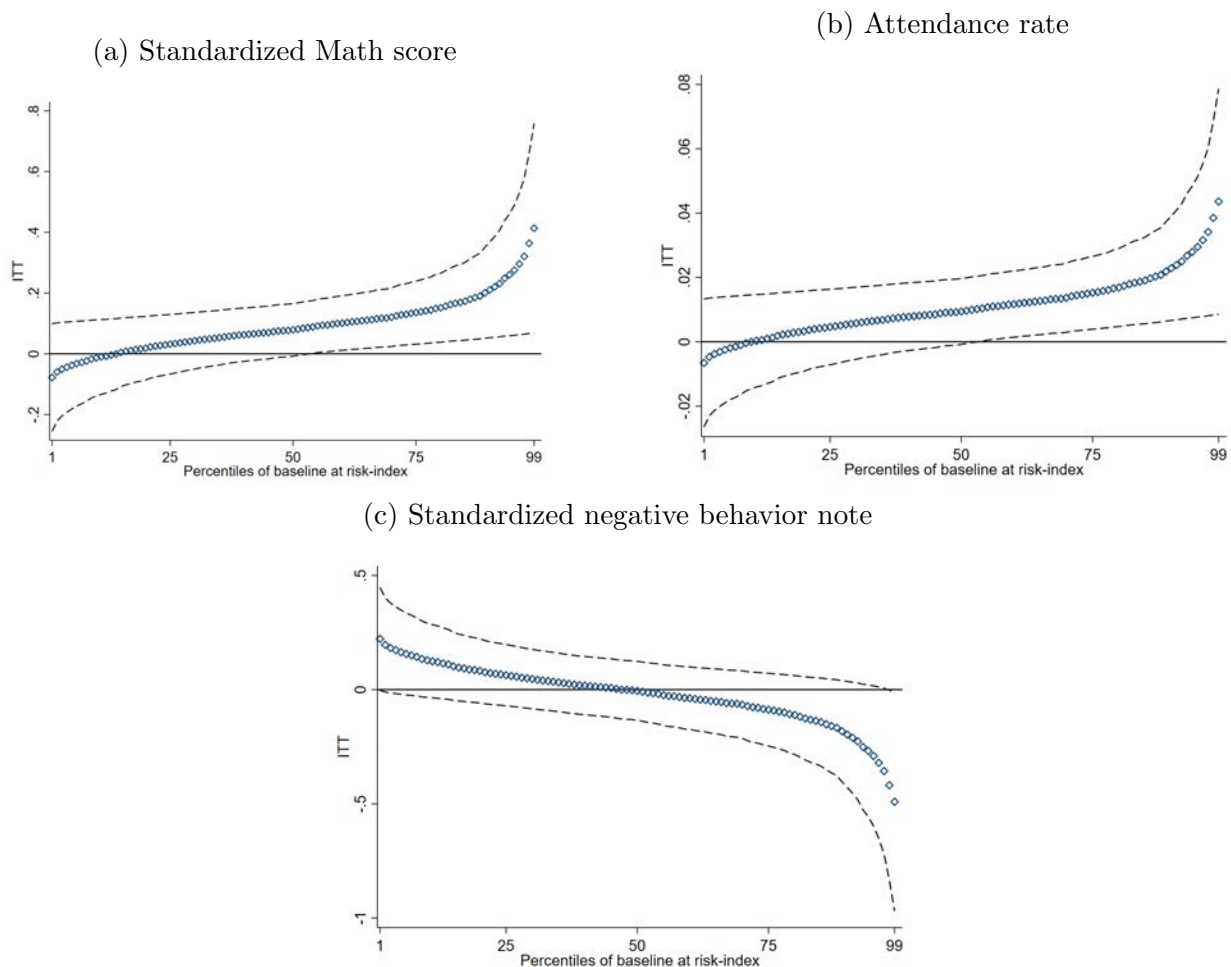 (a) Standardized Math score
.8
.6
.4
.2
0
-.2
ITT
1 25 50 75 99
Percentiles of baseline at risk-index
(b) Attendance rate
.08
.06
.04
.02
0
-.02
ITT
1 25 50 75 99
Percentiles of baseline at risk-index
(c) Standardized negative behavior note
.5
0
-.5
-1
ITT
1 25 50 75 99
Percentiles of baseline at risk-index